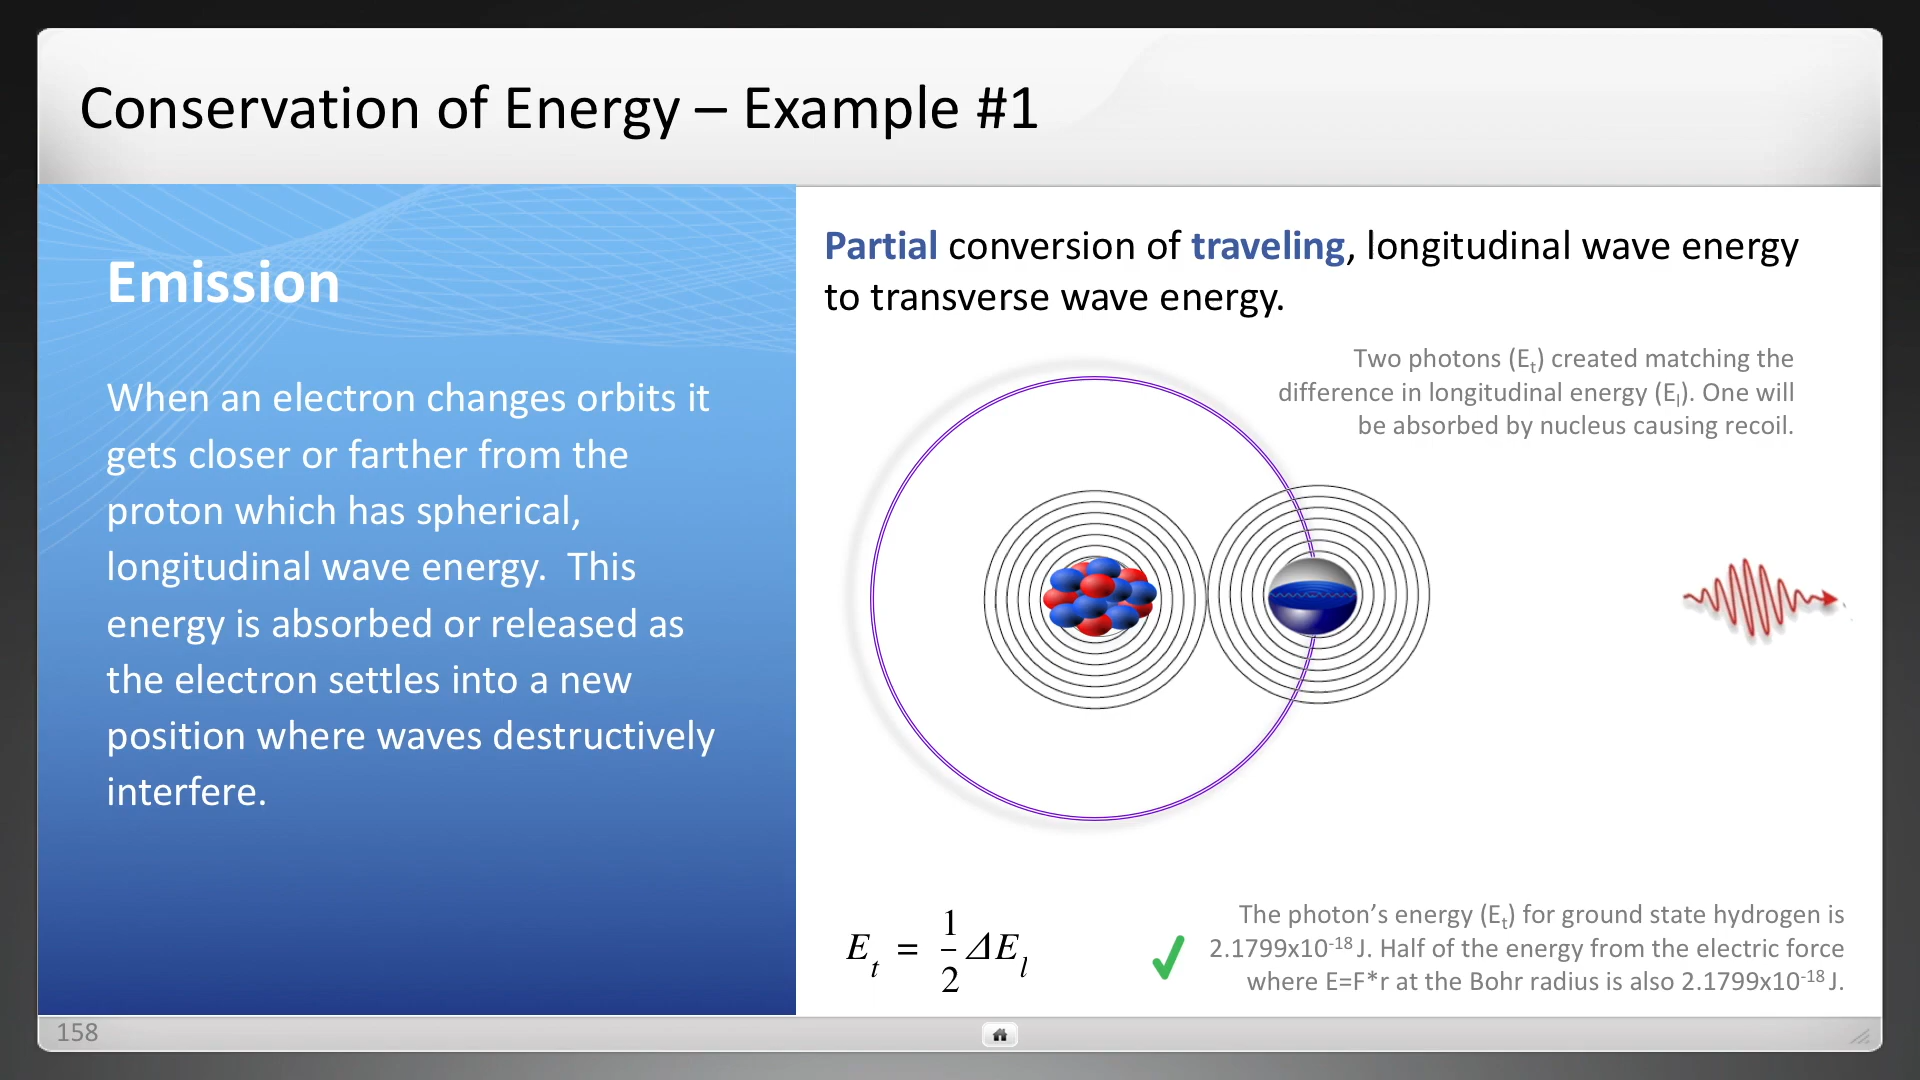 Conservation of Energy – Example #1
Emission
When an electron changes orbits it
gets closer or farther from the
proton which has spherical,
longitudinal wave energy.  This
energy is absorbed or released as
the electron settles into a new
position where waves destructively
interfere.
Partial conversion of traveling, longitudinal wave energy
to transverse wave energy.
Two photons (Eₜ) created matching the
difference in longitudinal energy (Eₗ). One will
be absorbed by nucleus causing recoil.
Eₜ = 1/2 ΔEₗ
The photon’s energy (Eₜ) for ground state hydrogen is
2.1799x10⁻¹⁸ J. Half of the energy from the electric force
where E=F*r at the Bohr radius is also 2.1799x10⁻¹⁸ J.
158